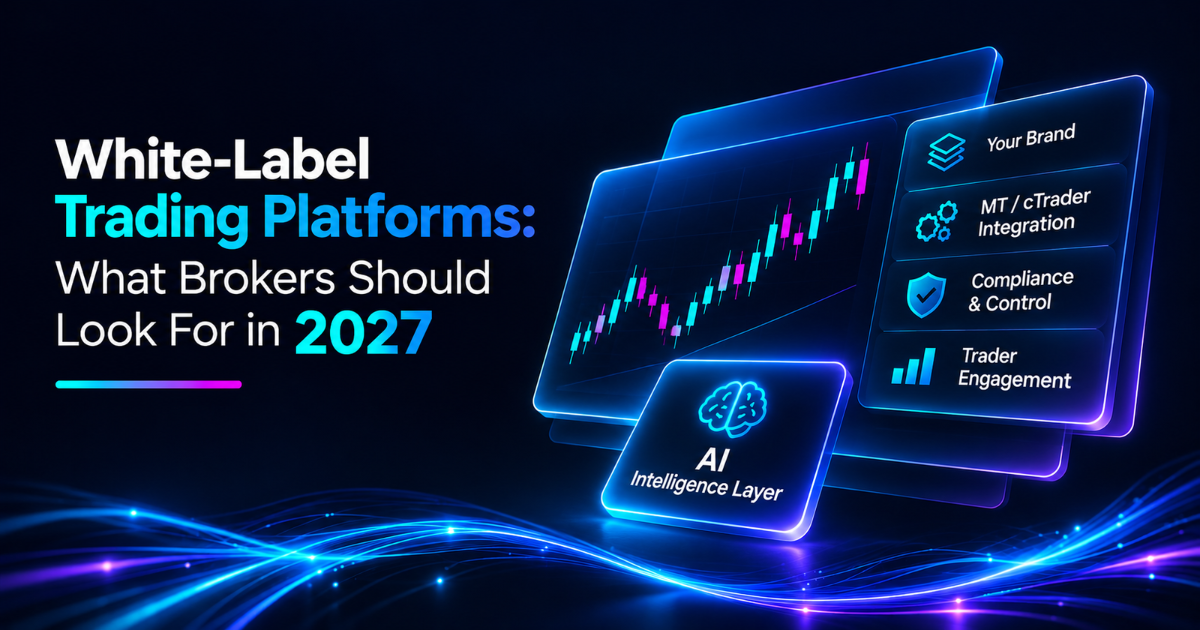 White-Label
Trading Platforms:
What Brokers Should
Look For in 2027
Your Brand
MT / cTrader
Integration
Compliance
& Control
Trader
Engagement
AI
Intelligence Layer